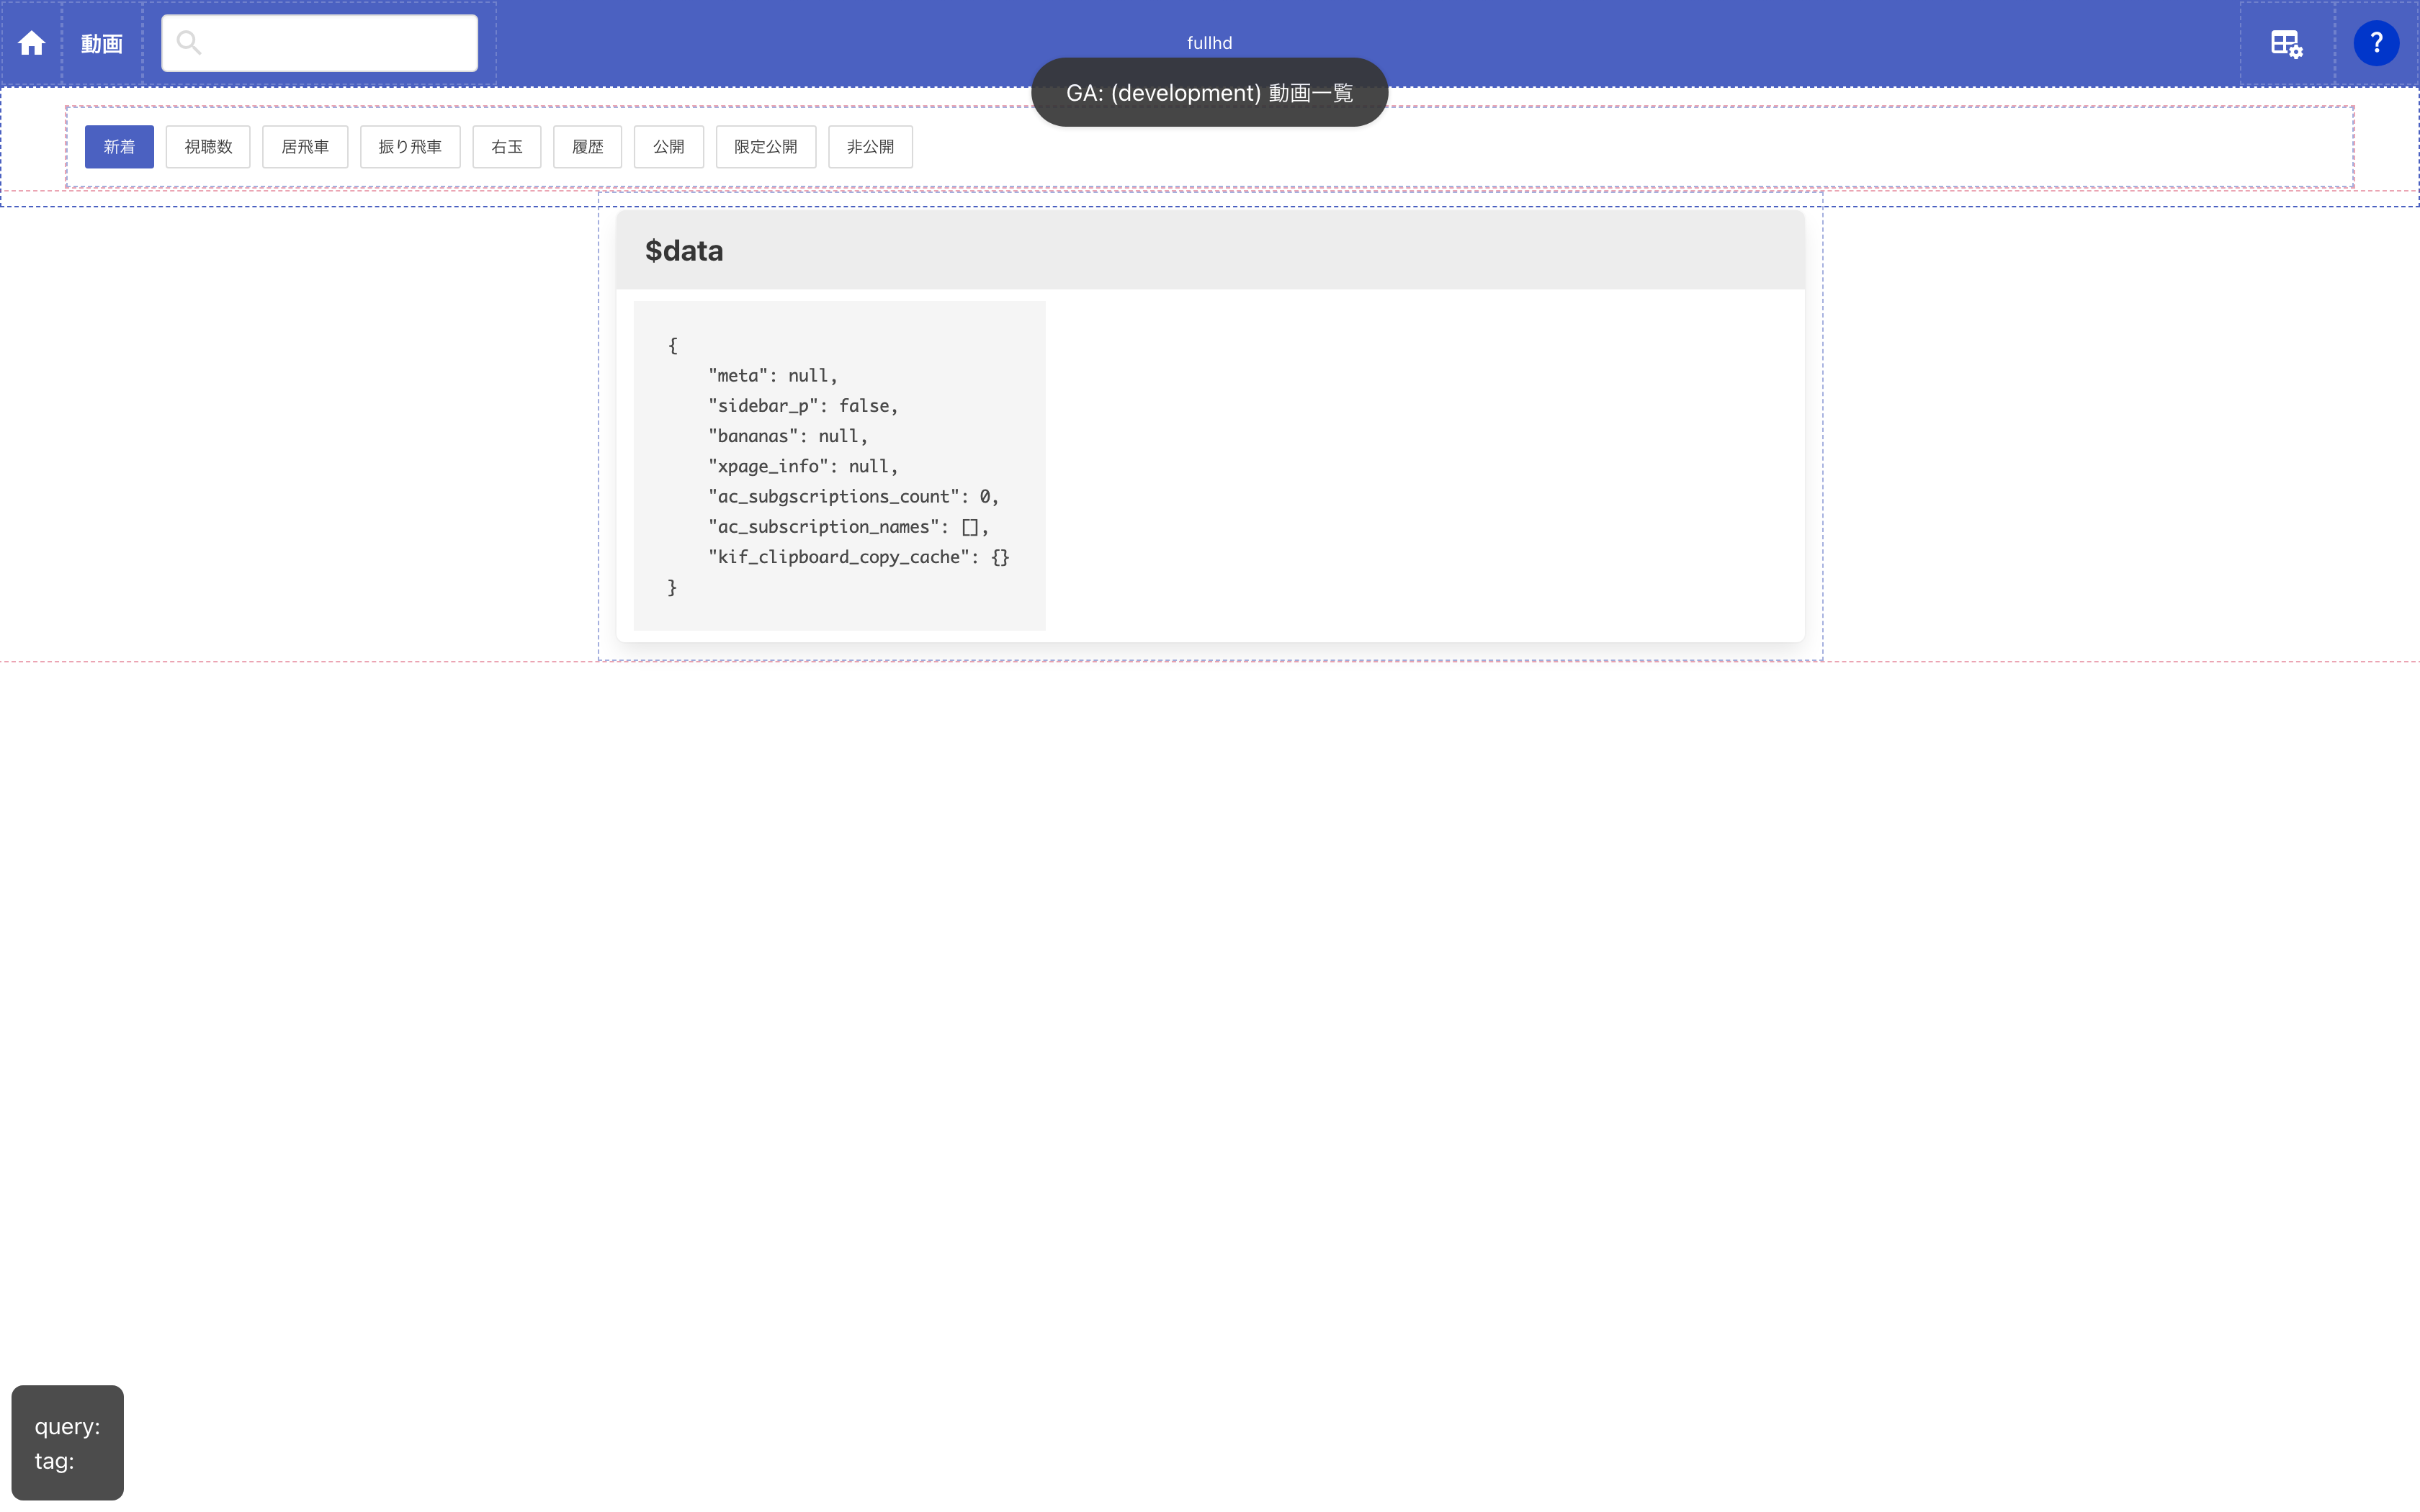 動画
fullhd
?
GA: (development) 動画一覧
新着 視聴数 居飛車 振り飛車 右玉 履歴 公開 限定公開 非公開
$data
{
"meta": null,
"sidebar_p": false,
"bananas": null,
"xpage_info": null,
"ac_subgscriptions_count": 0,
"ac_subscription_names": [],
"kif_clipboard_copy_cache": {}
}
query:
tag: